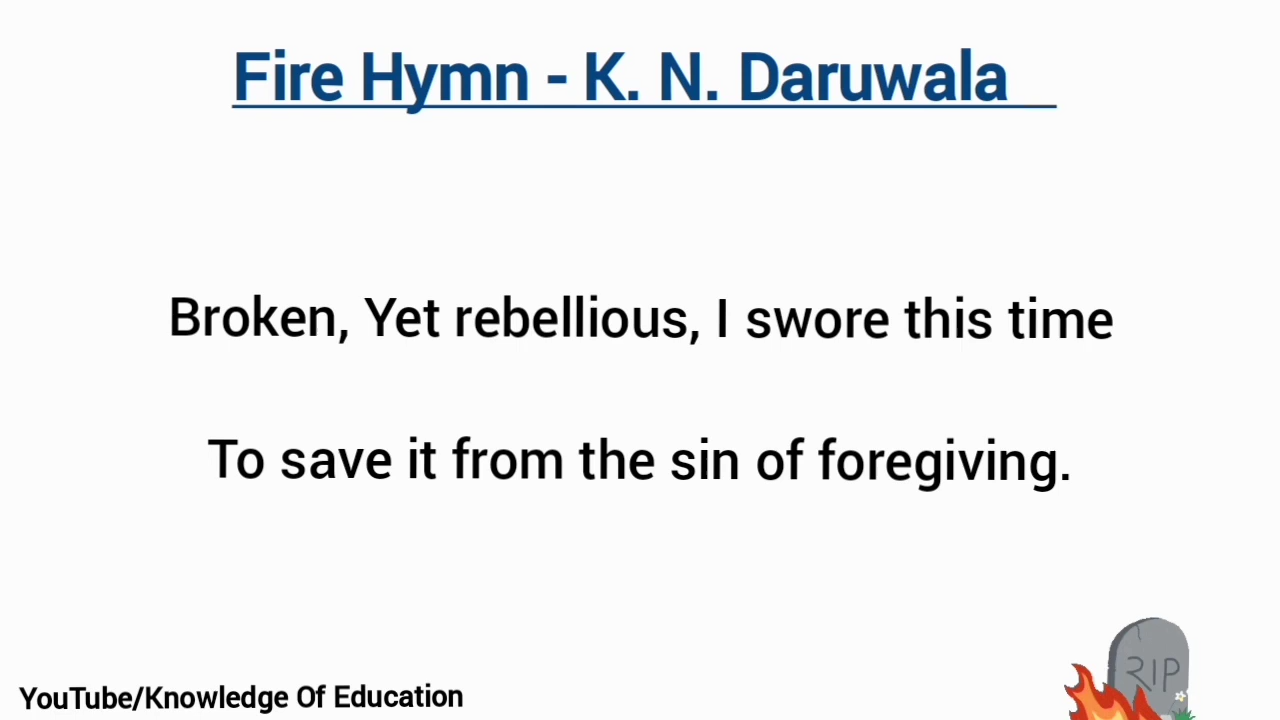 Fire Hymn - K. N. Daruwala
Broken, Yet rebellious, I swore this time
To save it from the sin of foregiving.
RIP
YouTube/Knowledge Of Education